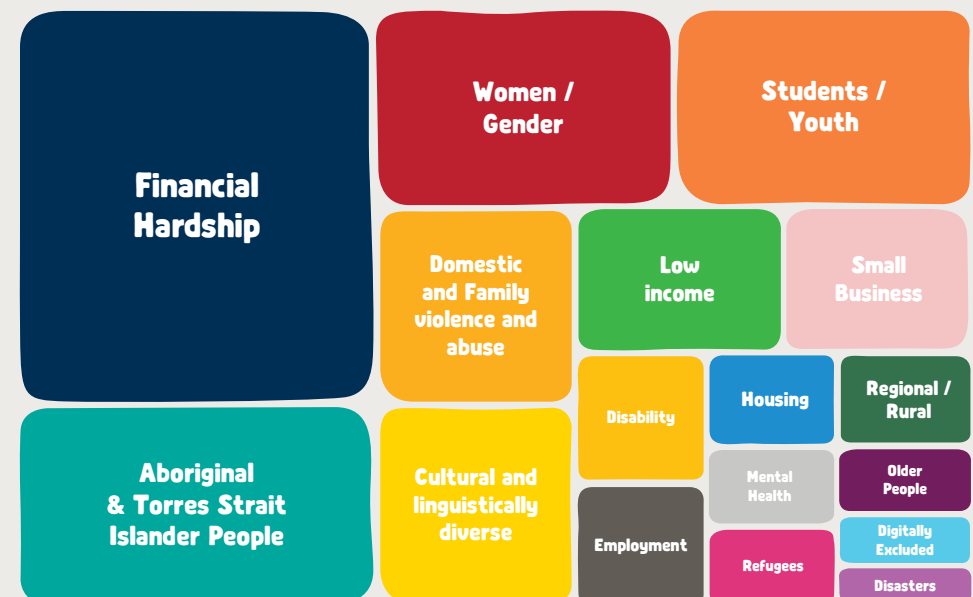 Financial
Hardship
Women /
Gender
Students /
Youth
Domestic
and Family
violence and
abuse
Low
income
Small
Business
Disability
Housing
Regional /
Rural
Aboriginal
& Torres Strait
Islander People
Cultural and
linguistically
diverse
Mental
Health
Older
People
Employment
Refugees
Digitally
Excluded
Disasters